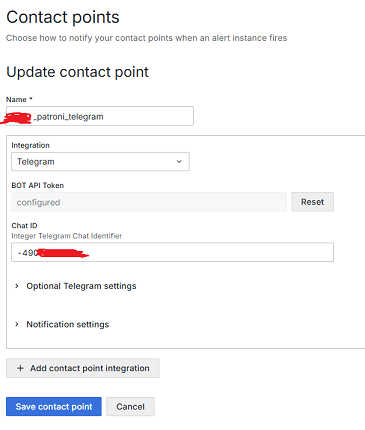 Contact points
Choose how to notify your contact points when an alert instance fires
Update contact point
Name *
_patroni_telegram
Integration
Telegram
BOT API Token
configured
Reset
Chat ID
Integer Telegram Chat Identifier
-490
Optional Telegram settings
Notification settings
+ Add contact point integration
Save contact point
Cancel